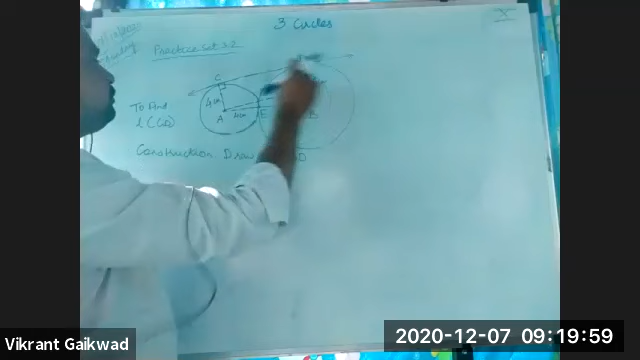 3 Circles
X
Practice Set 3.2
C
4cm
To Find
l(CD)
A
4cm
E
B
Construction Draw
D
Vikrant Gaikwad
2020-12-07 09:19:59